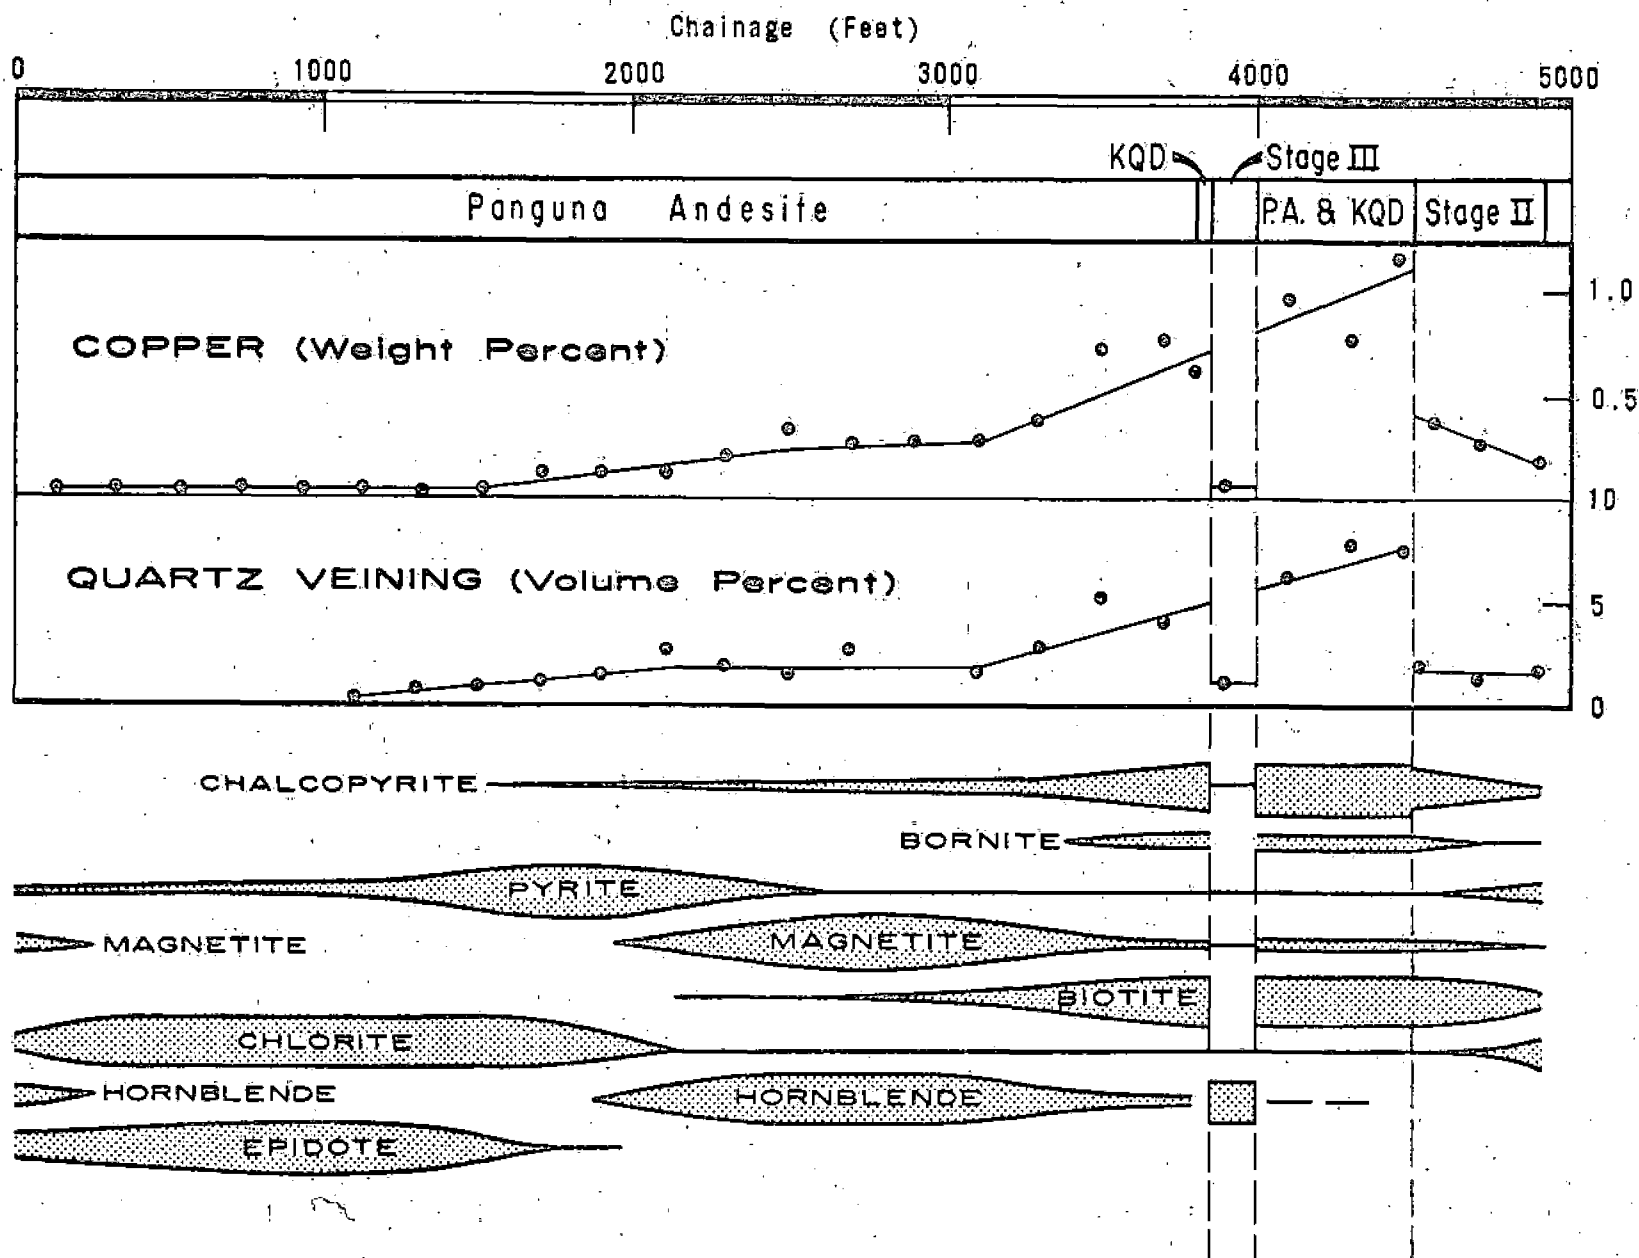 Chainage (Feet)
0 1000 2000 3000 4000 5000
KQD Stage III
Panguna Andesite P.A. & KQD Stage II
1.0
COPPER (Weight Percent)
0.5
10
QUARTZ VEINING (Volume Percent)
5
0
CHALCOPYRITE
BORNITE
PYRITE
MAGNETITE MAGNETITE
BIOTITE
CHLORITE
HORNBLENDE HORNBLENDE
EPIDOTE